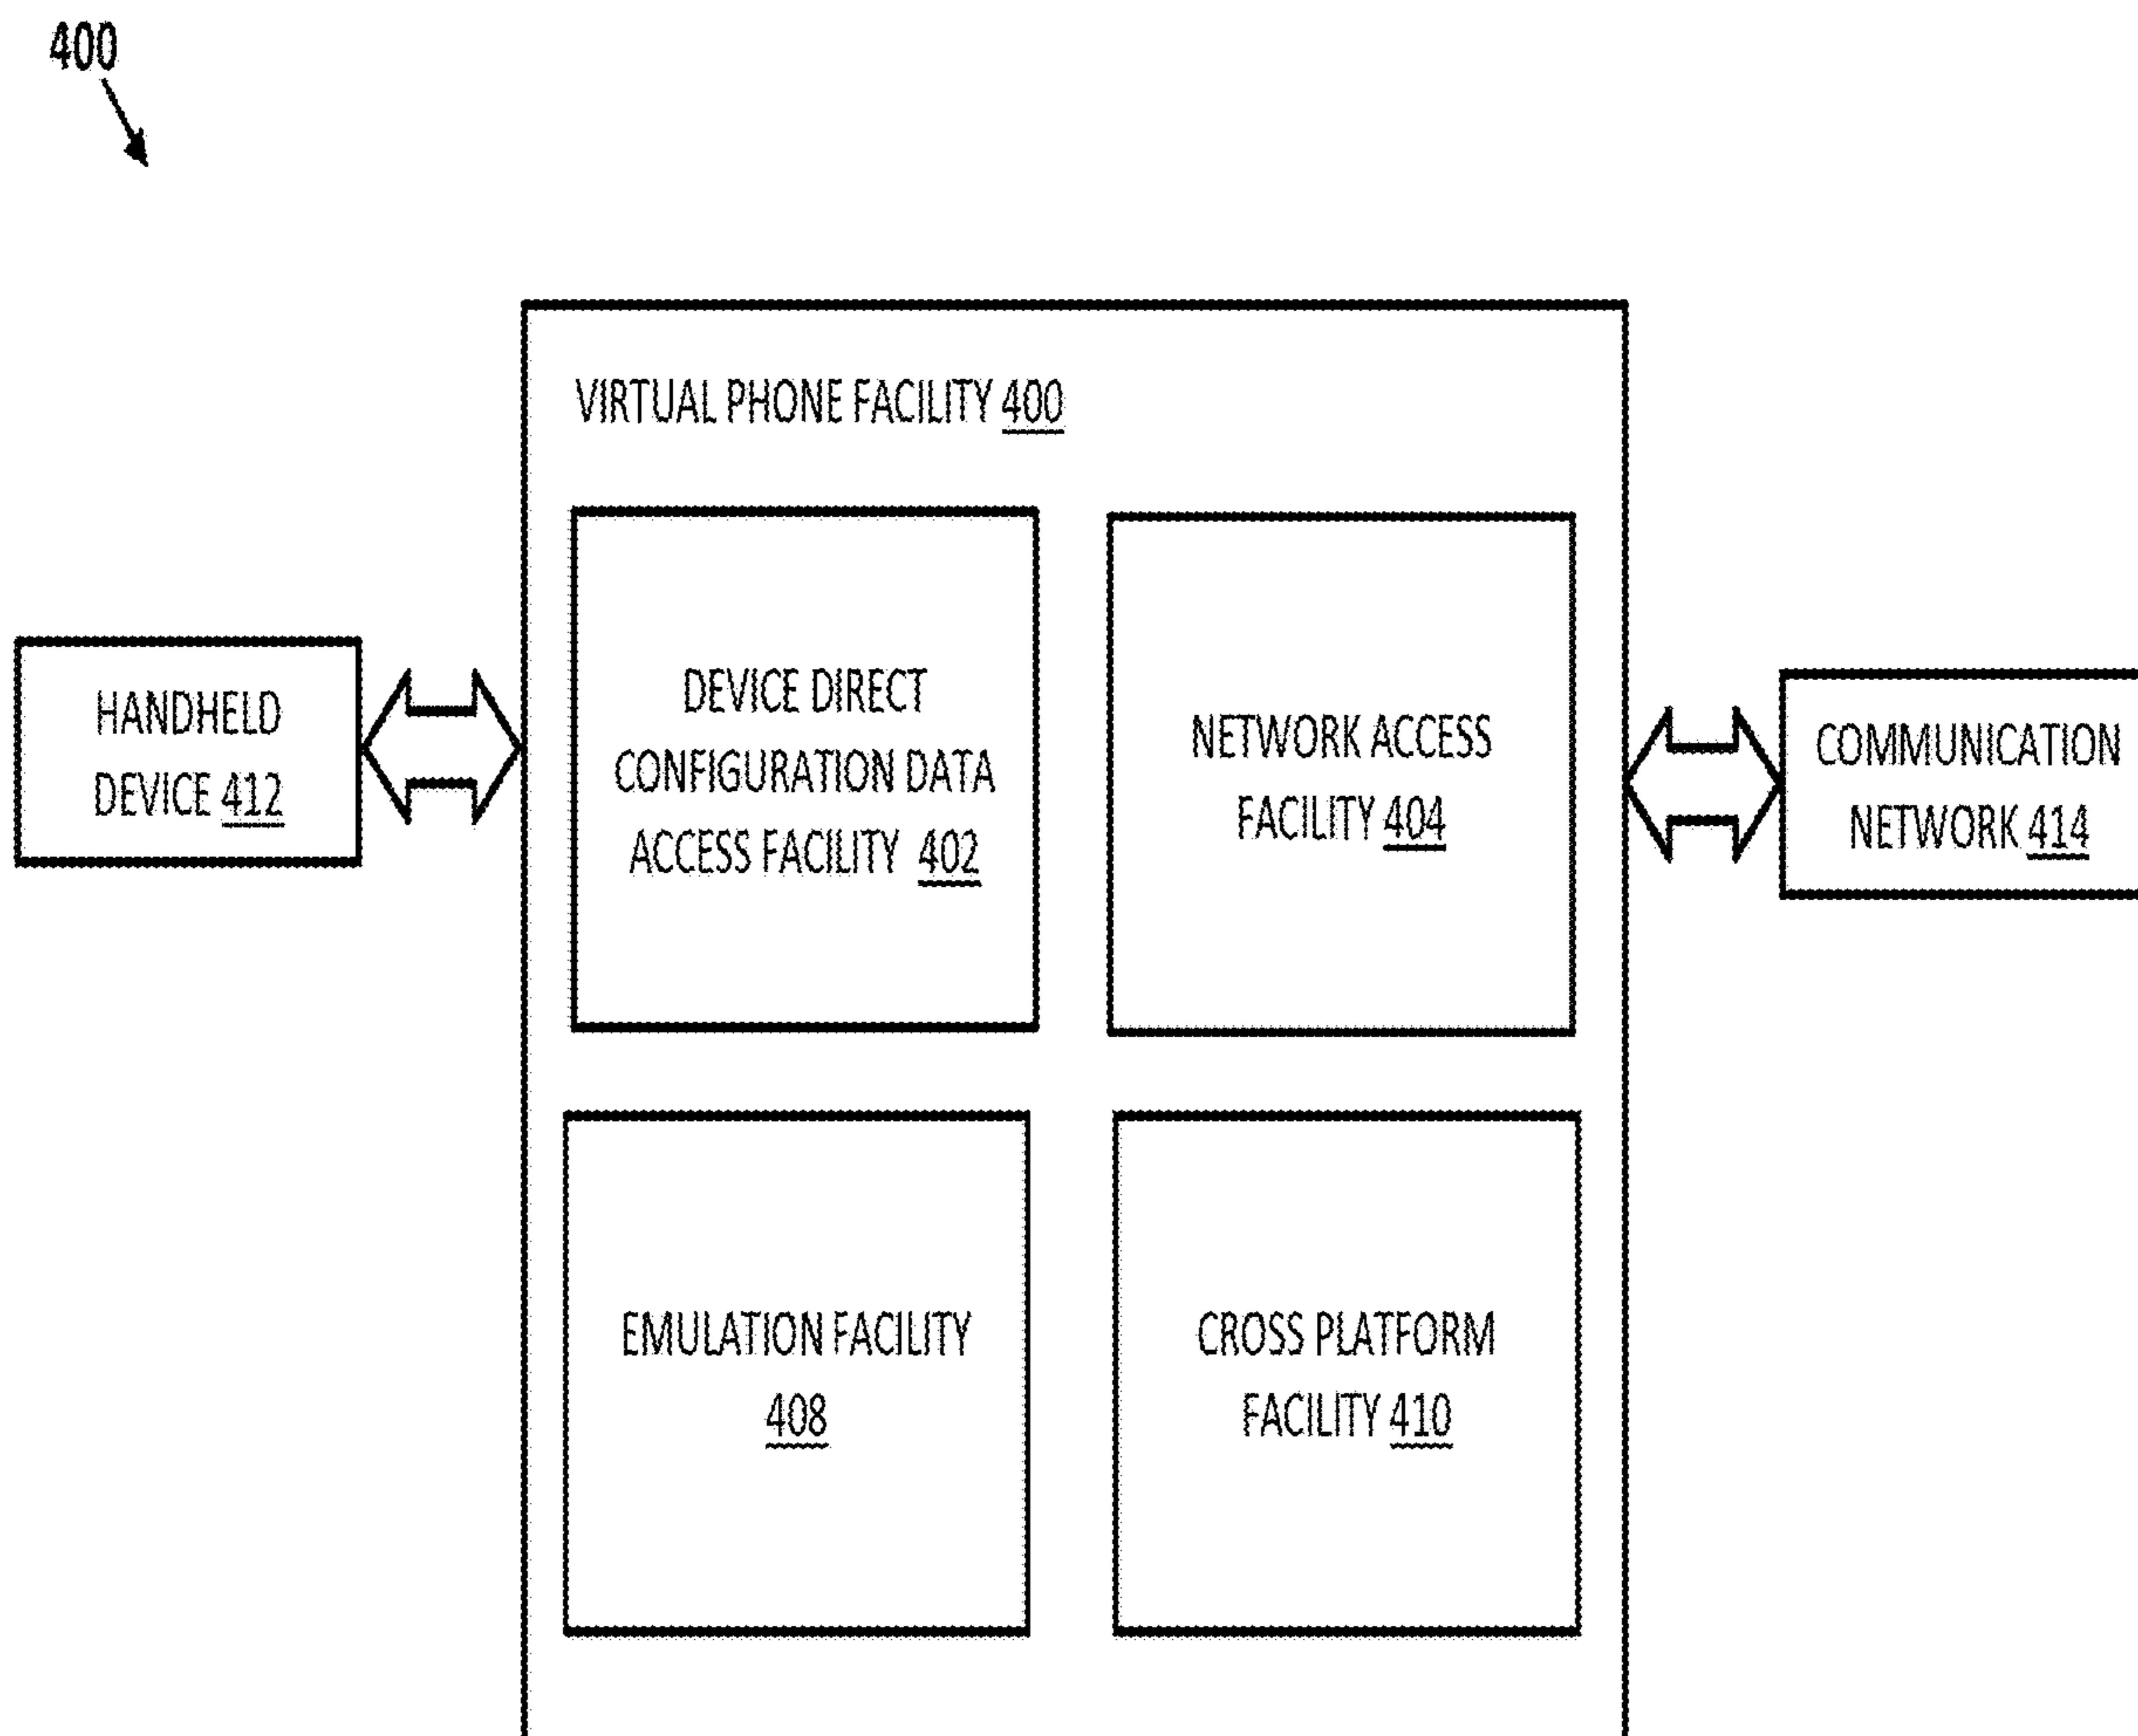 400
VIRTUAL PHONE FACILITY 400
HANDHELD
DEVICE 412
DEVICE DIRECT
CONFIGURATION DATA
ACCESS FACILITY 402
NETWORK ACCESS
FACILITY 404
COMMUNICATION
NETWORK 414
EMULATION FACILITY
408
CROSS PLATFORM
FACILITY 410